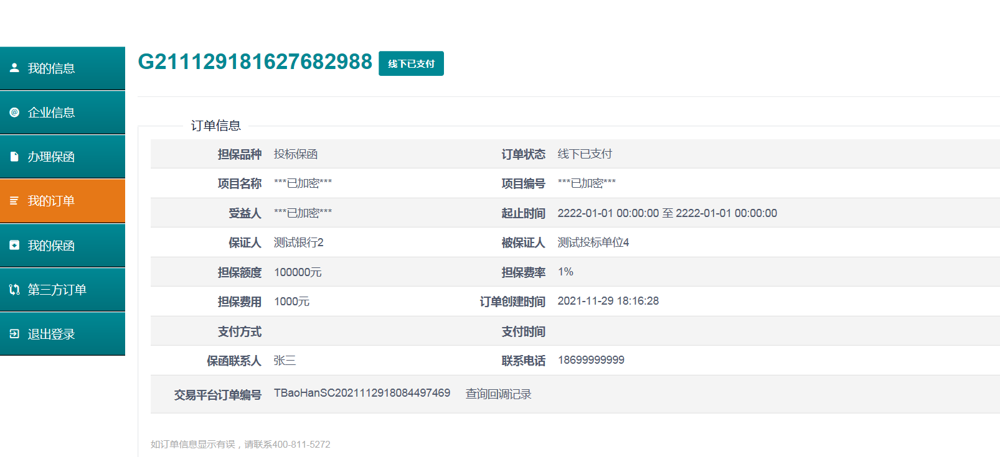 我的信息
企业信息
办理保函
我的订单
我的保函
第三方订单
退出登录
G211129181627682988 线下已支付
订单信息
担保品种 投标保函 订单状态 线下已支付
项目名称 ***已加密*** 项目编号 ***已加密***
受益人 ***已加密*** 起止时间 2222-01-01 00:00:00 至 2222-01-01 00:00:00
保证人 测试银行2 被保证人 测试投标单位4
担保额度 100000元 担保费率 1%
担保费用 1000元 订单创建时间 2021-11-29 18:16:28
支付方式 支付时间
保函联系人 张三 联系电话 18699999999
交易平台订单编号 TBaoHanSC2021112918084497469 查询回调记录
如订单信息显示有误，请联系400-811-5272